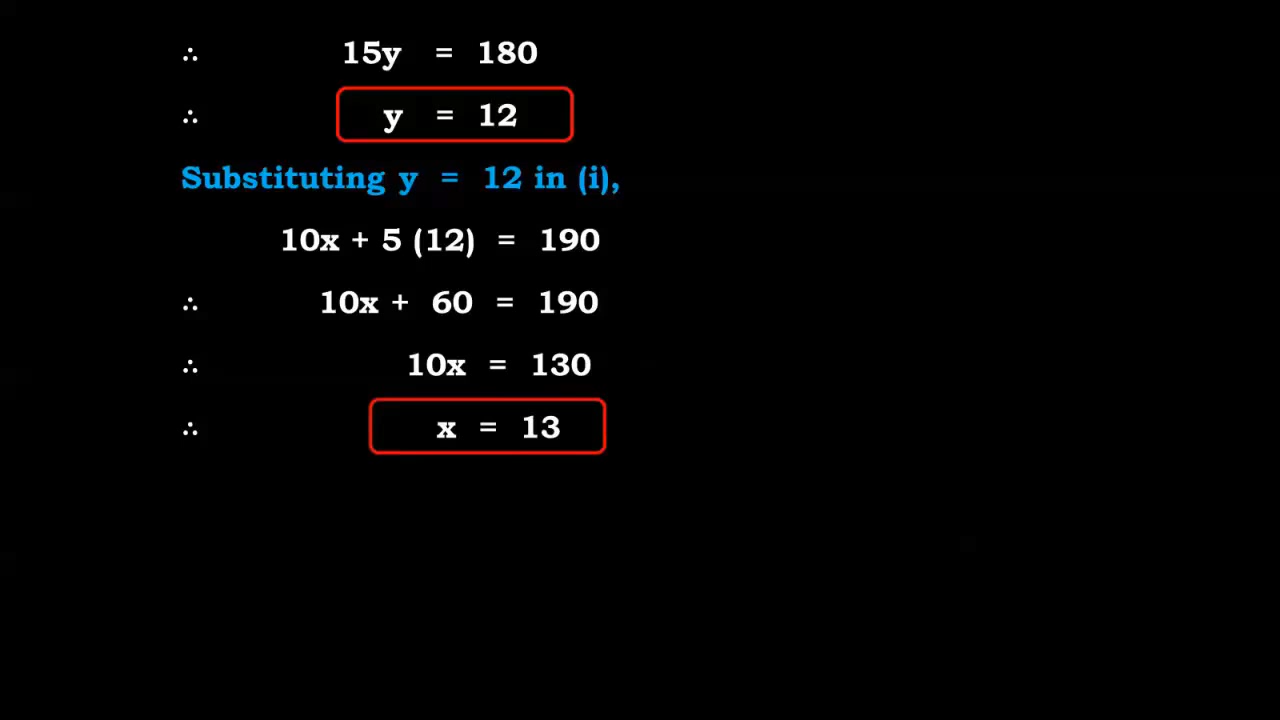 ∴ 15y = 180
∴ y = 12
Substituting y = 12 in (i),
10x + 5 (12) = 190
∴ 10x + 60 = 190
∴ 10x = 130
∴ x = 13